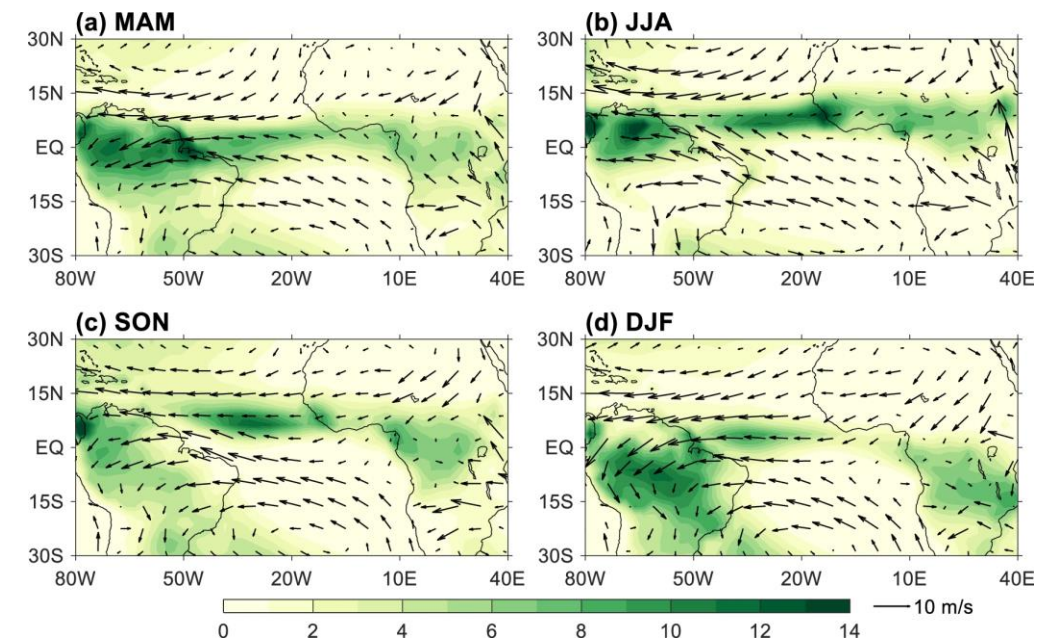 (a) MAM
(b) JJA
30N
15N
EQ
15S
30S
80W 50W 20W 10E 40E
30N
15N
EQ
15S
30S
80W 50W 20W 10E 40E
(c) SON
(d) DJF
30N
15N
EQ
15S
30S
80W 50W 20W 10E 40E
30N
15N
EQ
15S
30S
80W 50W 20W 10E 40E
0 2 4 6 8 10 12 14
10 m/s